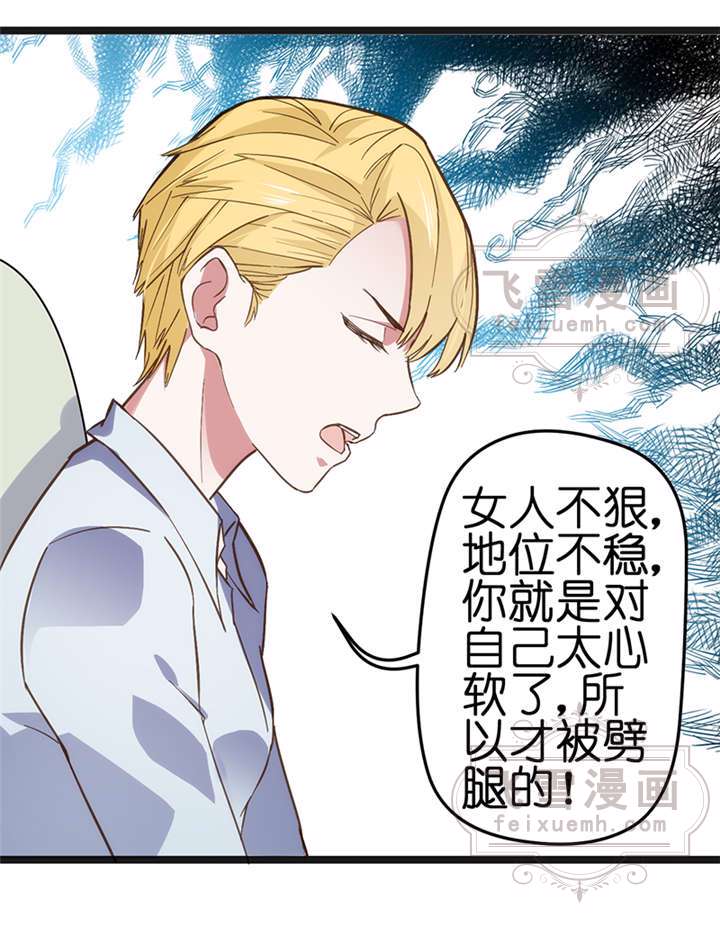 飞雪漫画
feixuemh.com
女人不狠，
地位不稳，
你就是对
自己太心
软了，所
以才被劈
腿的！
飞雪漫画
feixuemh.com